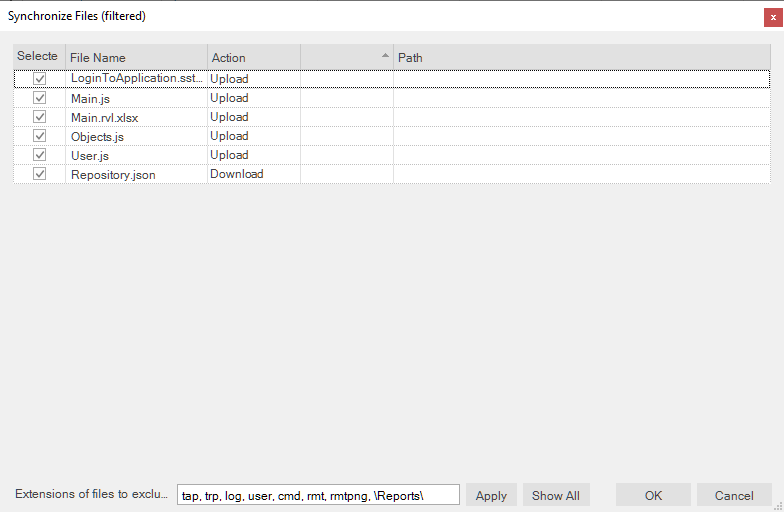 Synchronize Files (filtered)
x
Selecte File Name Action Path
LoginToApplication.sst... Upload
Main.js Upload
Main.rvl.xlsx Upload
Objects.js Upload
User.js Upload
Repository.json Download
Extensions of files to exclu... tap, trp, log, user, cmd, rmt, rmtpng, \Reports\ Apply Show All OK Cancel